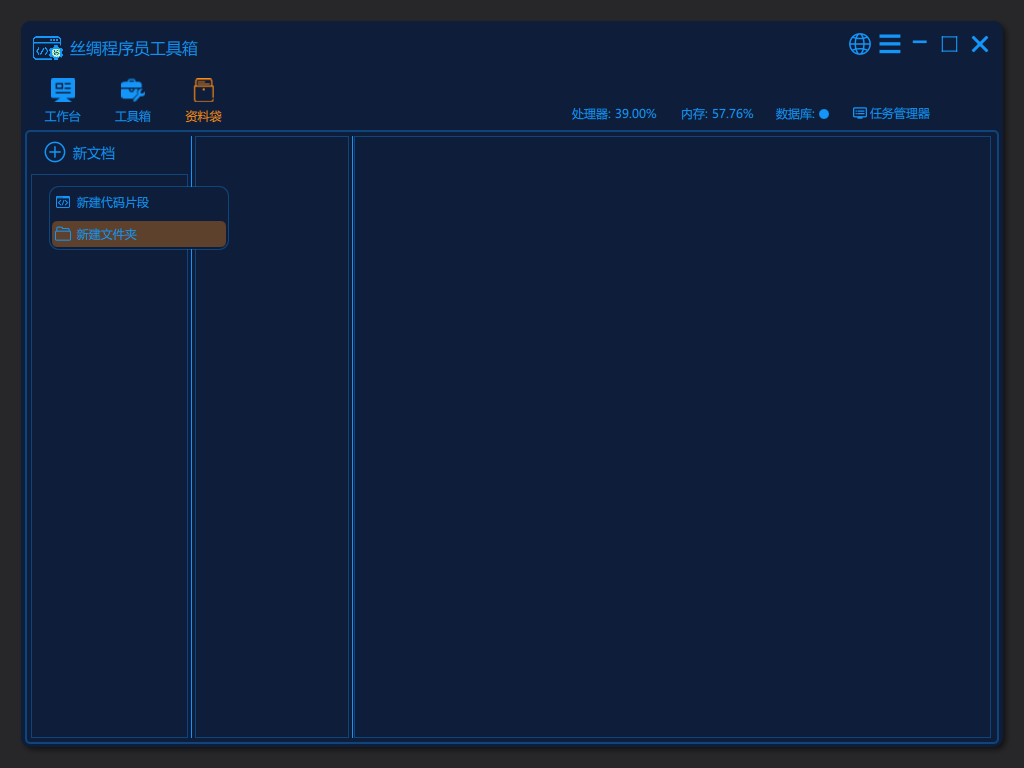 丝绸程序员工具箱
工作台 工具箱 资料袋
处理器: 39.00% 内存: 57.76% 数据库: 任务管理器
新文档
新建代码片段
新建文件夹